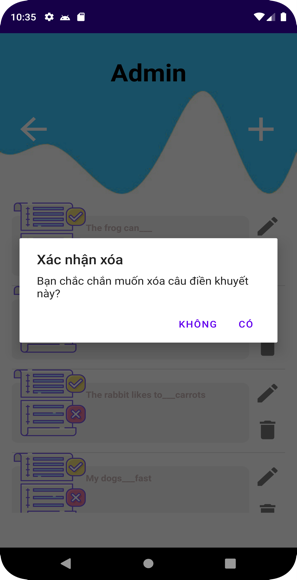 10:35
Admin
The frog can___
Xác nhận xóa
Bạn chắc chắn muốn xóa câu điền khuyết
này?
KHÔNG CÓ
The rabbit likes to___carrots
My dogs___fast